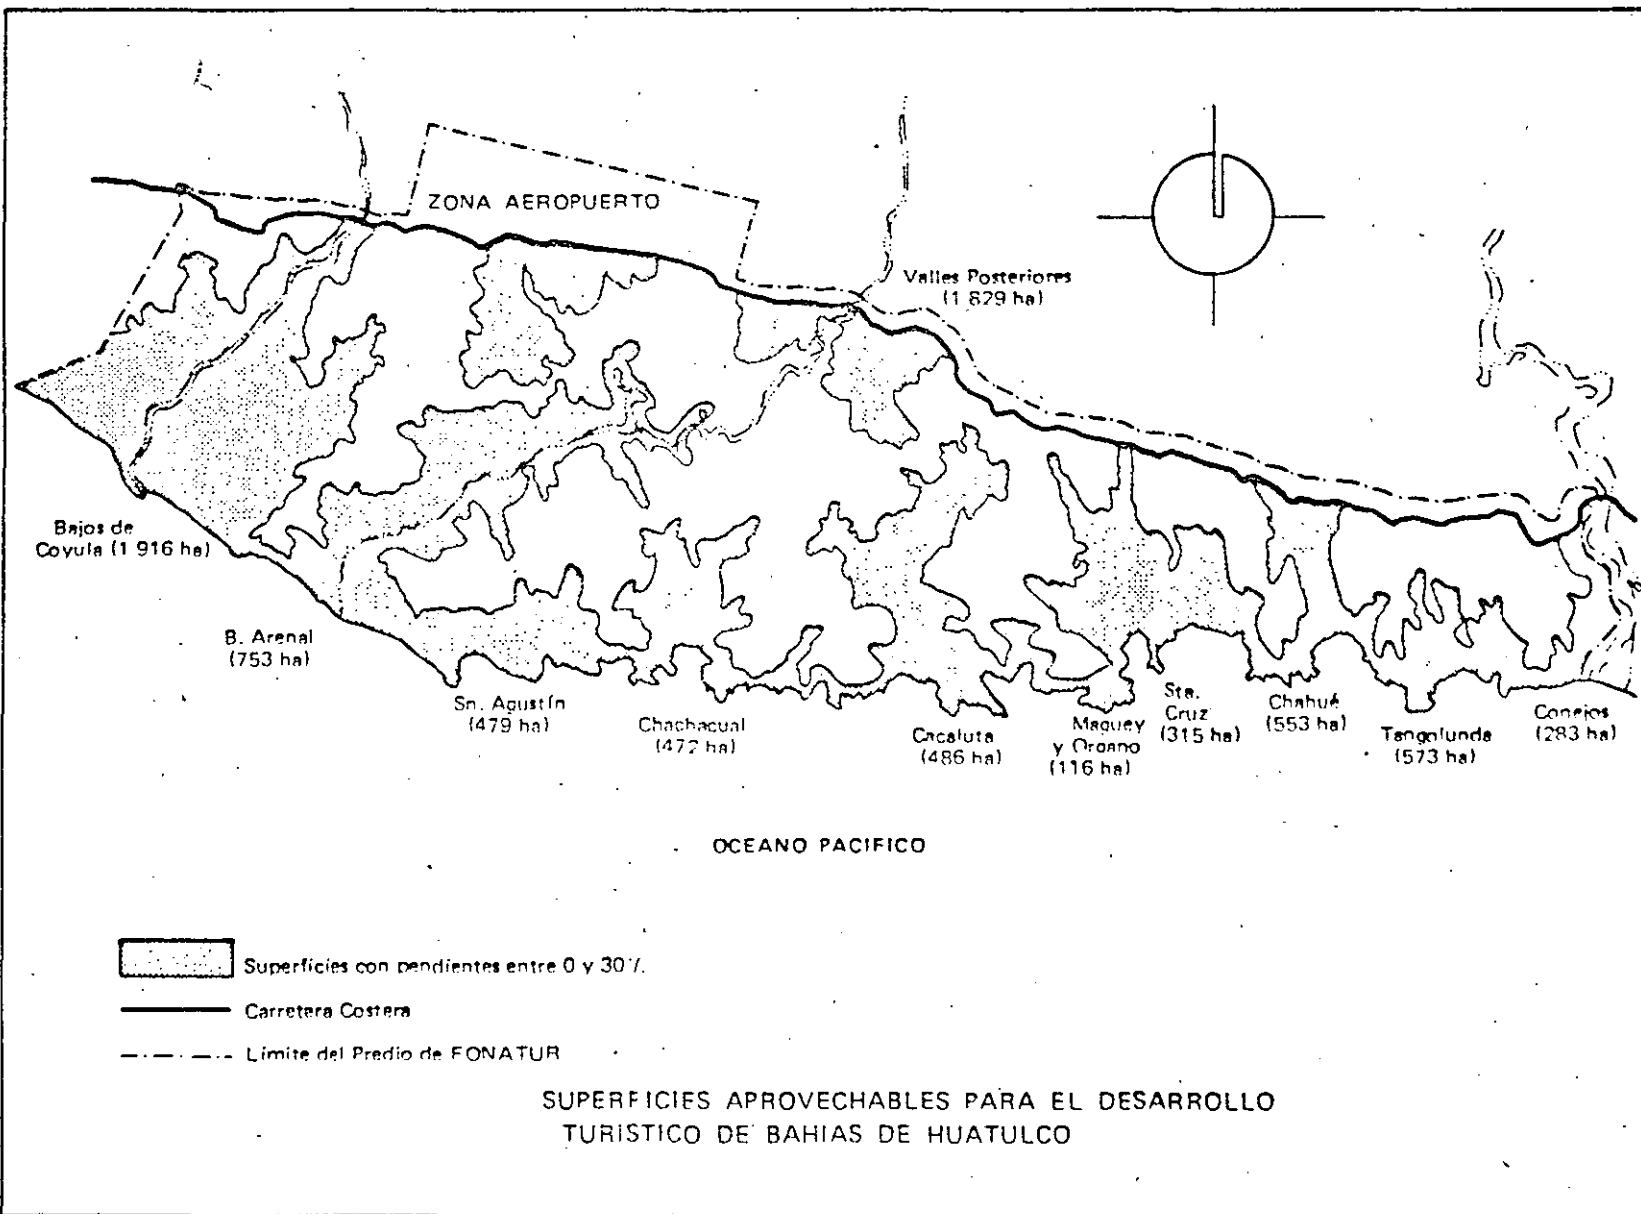 ZONA AEROPUERTO
Valles Posteriores
(1 829 ha)
Bajos de
Coyula (1 916 ha)
B. Arenal
(753 ha)
Sn. Agustín
(479 ha)
Chachacual
(472 ha)
Cacaluta
(486 ha)
Maguey
y Organo
(116 ha)
Sta.
Cruz
(315 ha)
Chahué
(553 ha)
Tangolunda
(573 ha)
Conejos
(283 ha)
OCEANO PACIFICO
Superficies con pendientes entre 0 y 30%.
Carretera Costera
Límite del Predio de FONATUR
SUPERFICIES APROVECHABLES PARA EL DESARROLLO
TURISTICO DE BAHIAS DE HUATULCO